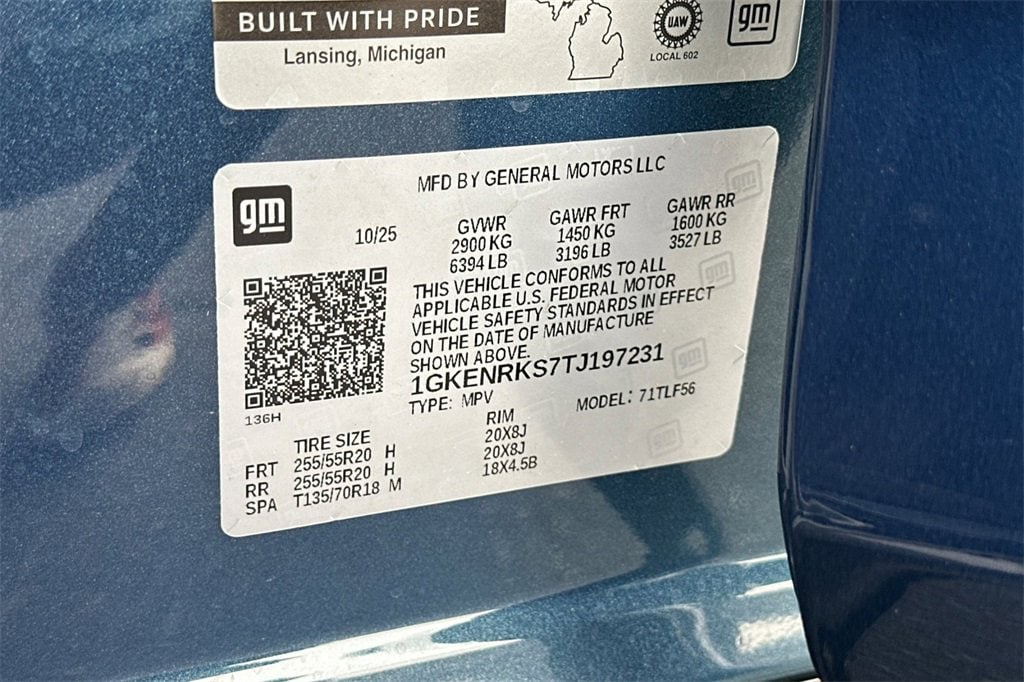 BUILT WITH PRIDE
Lansing, Michigan
UAW
LOCAL 602
gm
MFD BY GENERAL MOTORS LLC
gm
10/25
GVWR
2900 KG
6394 LB
GAWR FRT
1450 KG
3196 LB
GAWR RR
1600 KG
3527 LB
THIS VEHICLE CONFORMS TO ALL
APPLICABLE U.S. FEDERAL MOTOR
VEHICLE SAFETY STANDARDS IN EFFECT
ON THE DATE OF MANUFACTURE
SHOWN ABOVE.
1GKENRKS7TJ197231
TYPE: MPV MODEL: 71TLF56
136H
TIRE SIZE RIM
FRT 255/55R20 H 20X8J
RR 255/55R20 H 20X8J
SPA T135/70R18 M 18X4.5B